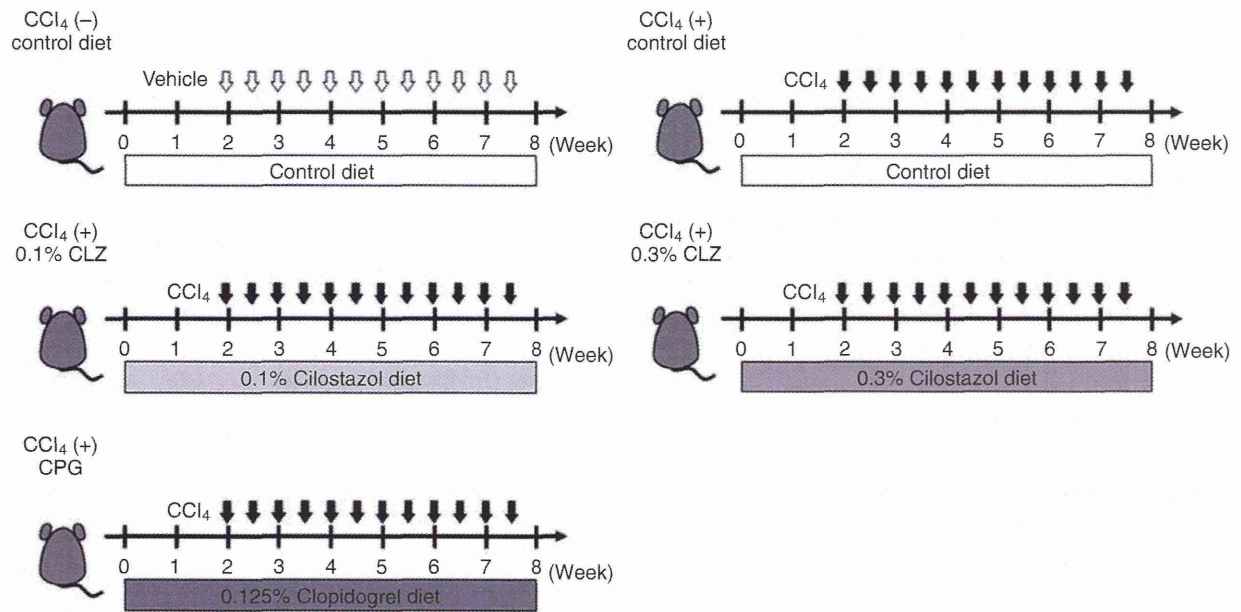 CCl₄ (–)
control diet
Vehicle
0 1 2 3 4 5 6 7 8 (Week)
Control diet
CCl₄ (+)
control diet
CCl₄
0 1 2 3 4 5 6 7 8 (Week)
Control diet
CCl₄ (+)
0.1% CLZ
CCl₄
0 1 2 3 4 5 6 7 8 (Week)
0.1% Cilostazol diet
CCl₄ (+)
0.3% CLZ
CCl₄
0 1 2 3 4 5 6 7 8 (Week)
0.3% Cilostazol diet
CCl₄ (+)
CPG
CCl₄
0 1 2 3 4 5 6 7 8 (Week)
0.125% Clopidogrel diet